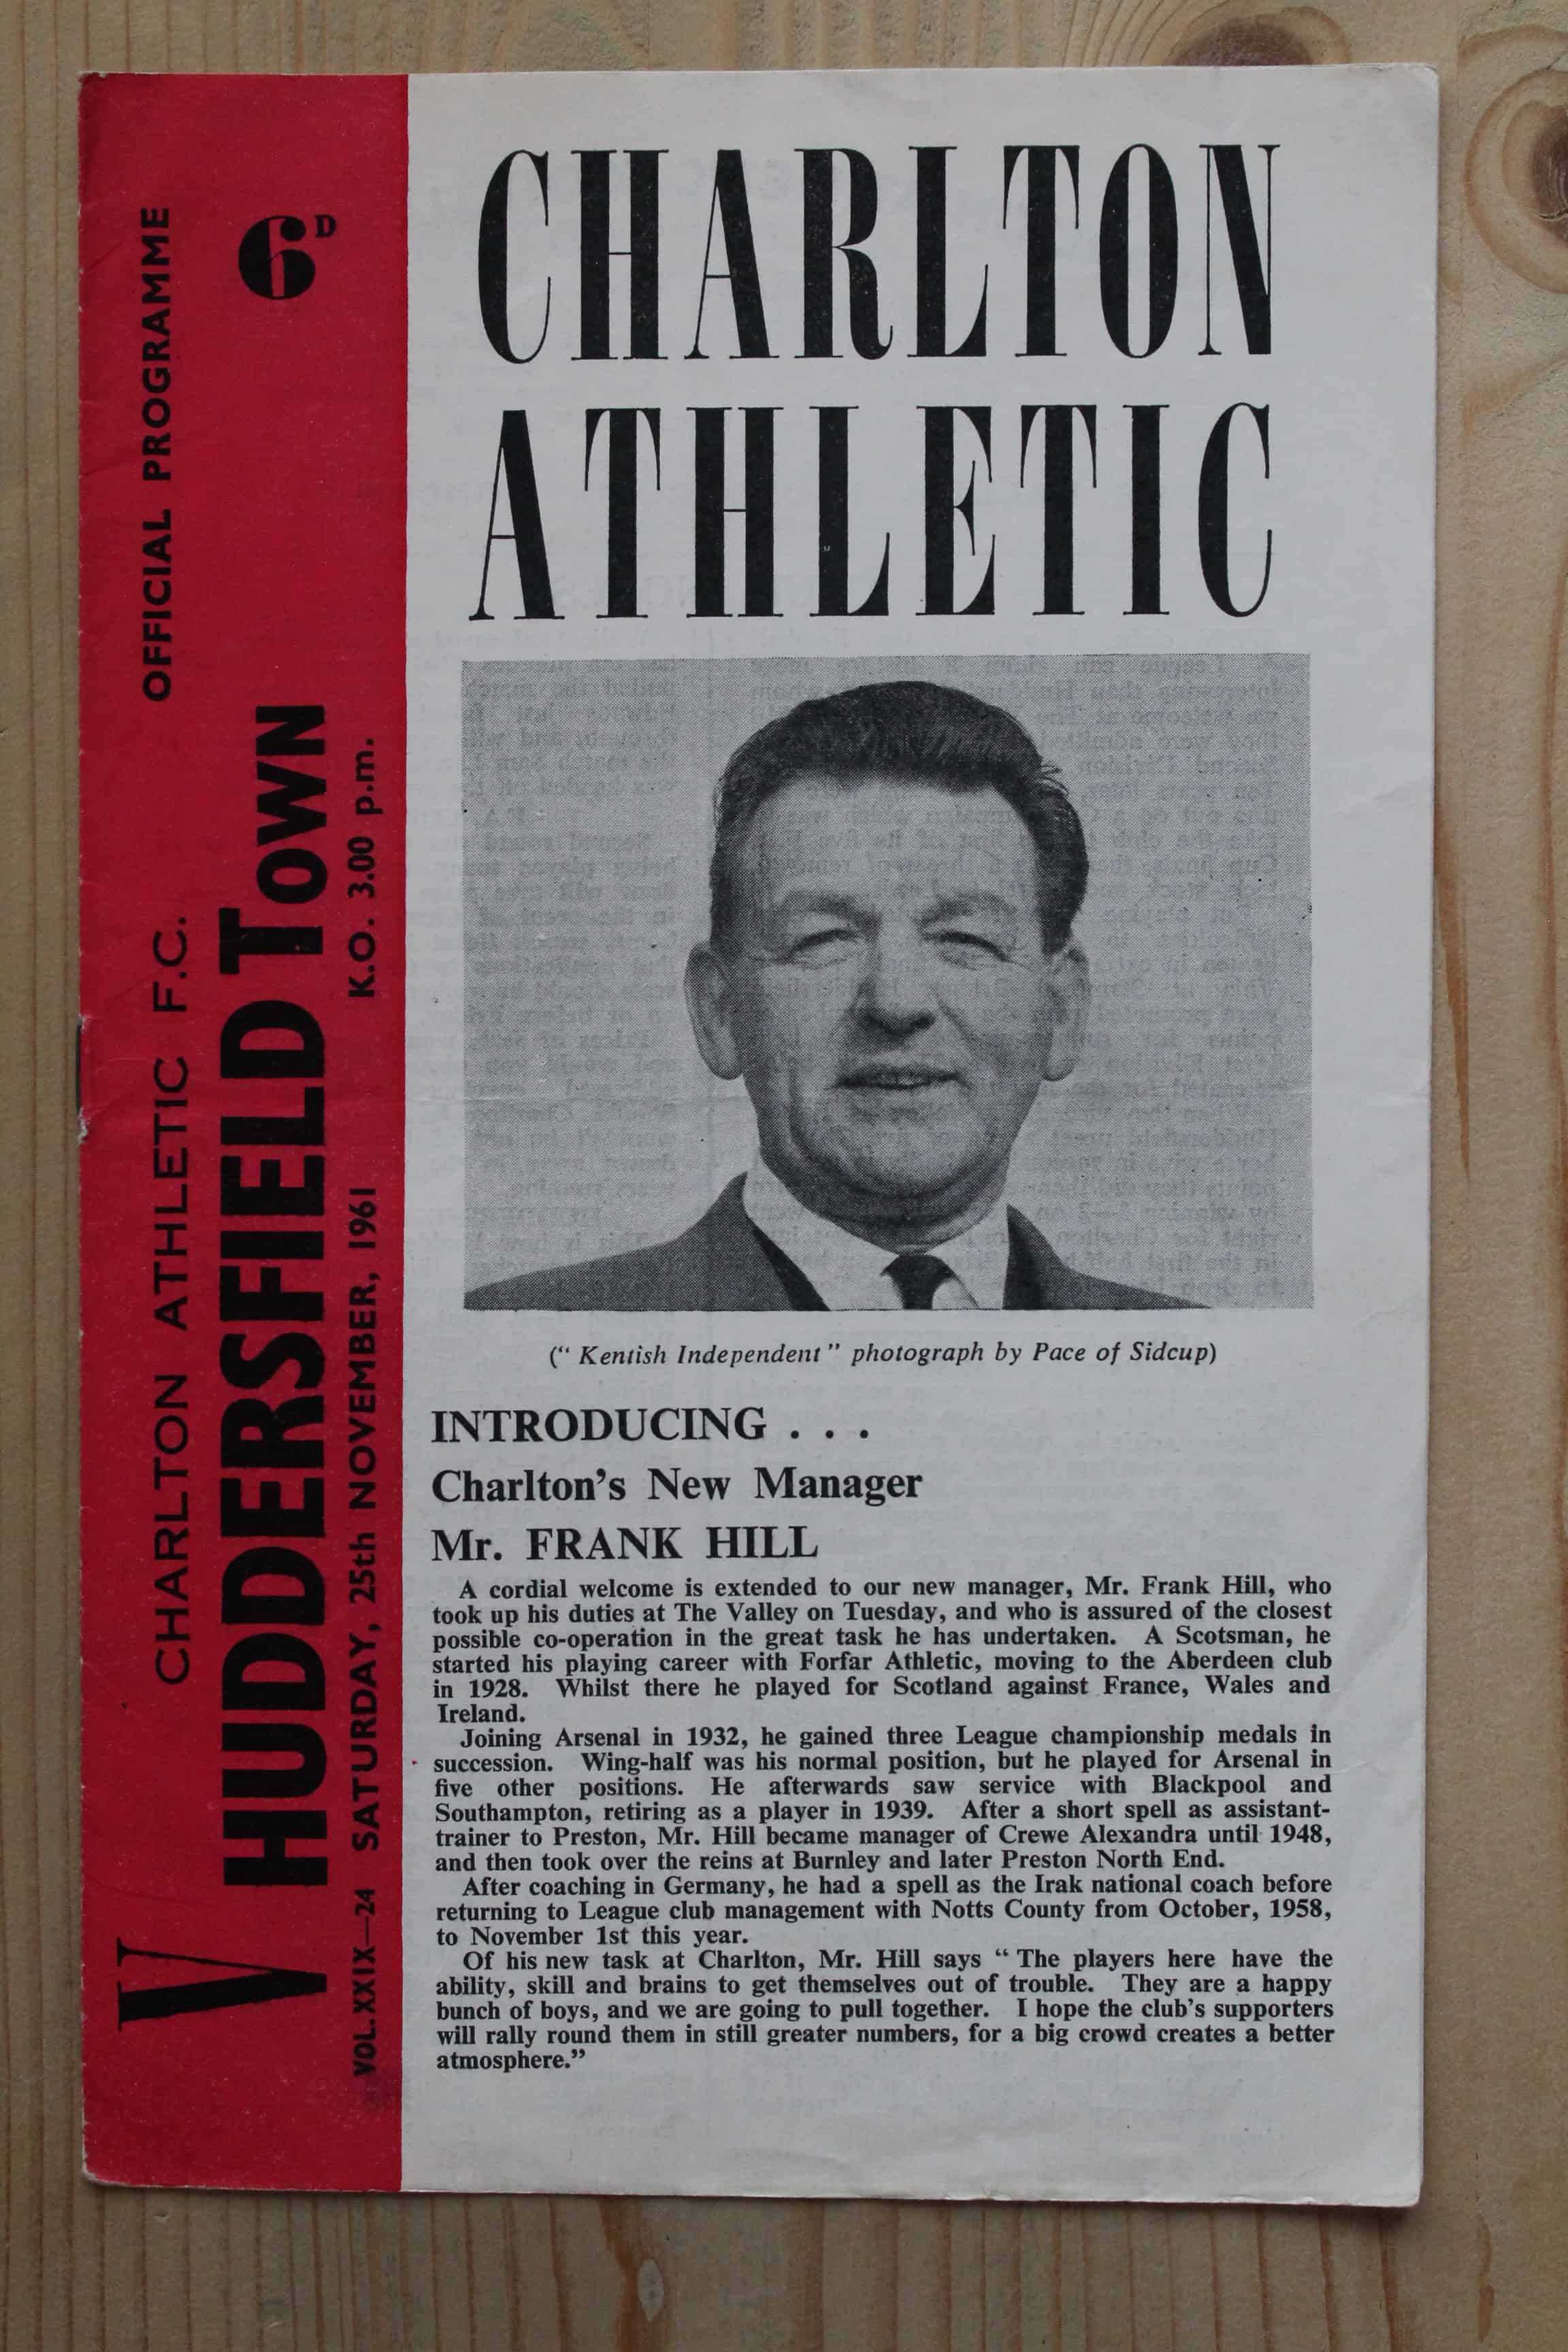 OFFICIAL PROGRAMME
6D
CHARLTON ATHLETIC F.C.
V HUDDERSFIELD TOWN
VOL.XXIX—24 SATURDAY, 25th NOVEMBER, 1961 K.O. 3.00 p.m.
CHARLTON
ATHLETIC
(“ Kentish Independent ” photograph by Pace of Sidcup)
INTRODUCING . . .
Charlton’s New Manager
Mr. FRANK HILL
A cordial welcome is extended to our new manager, Mr. Frank Hill, who
took up his duties at The Valley on Tuesday, and who is assured of the closest
possible co-operation in the great task he has undertaken. A Scotsman, he
started his playing career with Forfar Athletic, moving to the Aberdeen club
in 1928. Whilst there he played for Scotland against France, Wales and
Ireland.
Joining Arsenal in 1932, he gained three League championship medals in
succession. Wing-half was his normal position, but he played for Arsenal in
five other positions. He afterwards saw service with Blackpool and
Southampton, retiring as a player in 1939. After a short spell as assistant-
trainer to Preston, Mr. Hill became manager of Crewe Alexandra until 1948,
and then took over the reins at Burnley and later Preston North End.
After coaching in Germany, he had a spell as the Irak national coach before
returning to League club management with Notts County from October, 1958,
to November 1st this year.
Of his new task at Charlton, Mr. Hill says “ The players here have the
ability, skill and brains to get themselves out of trouble. They are a happy
bunch of boys, and we are going to pull together. I hope the club’s supporters
will rally round them in still greater numbers, for a big crowd creates a better
atmosphere.”